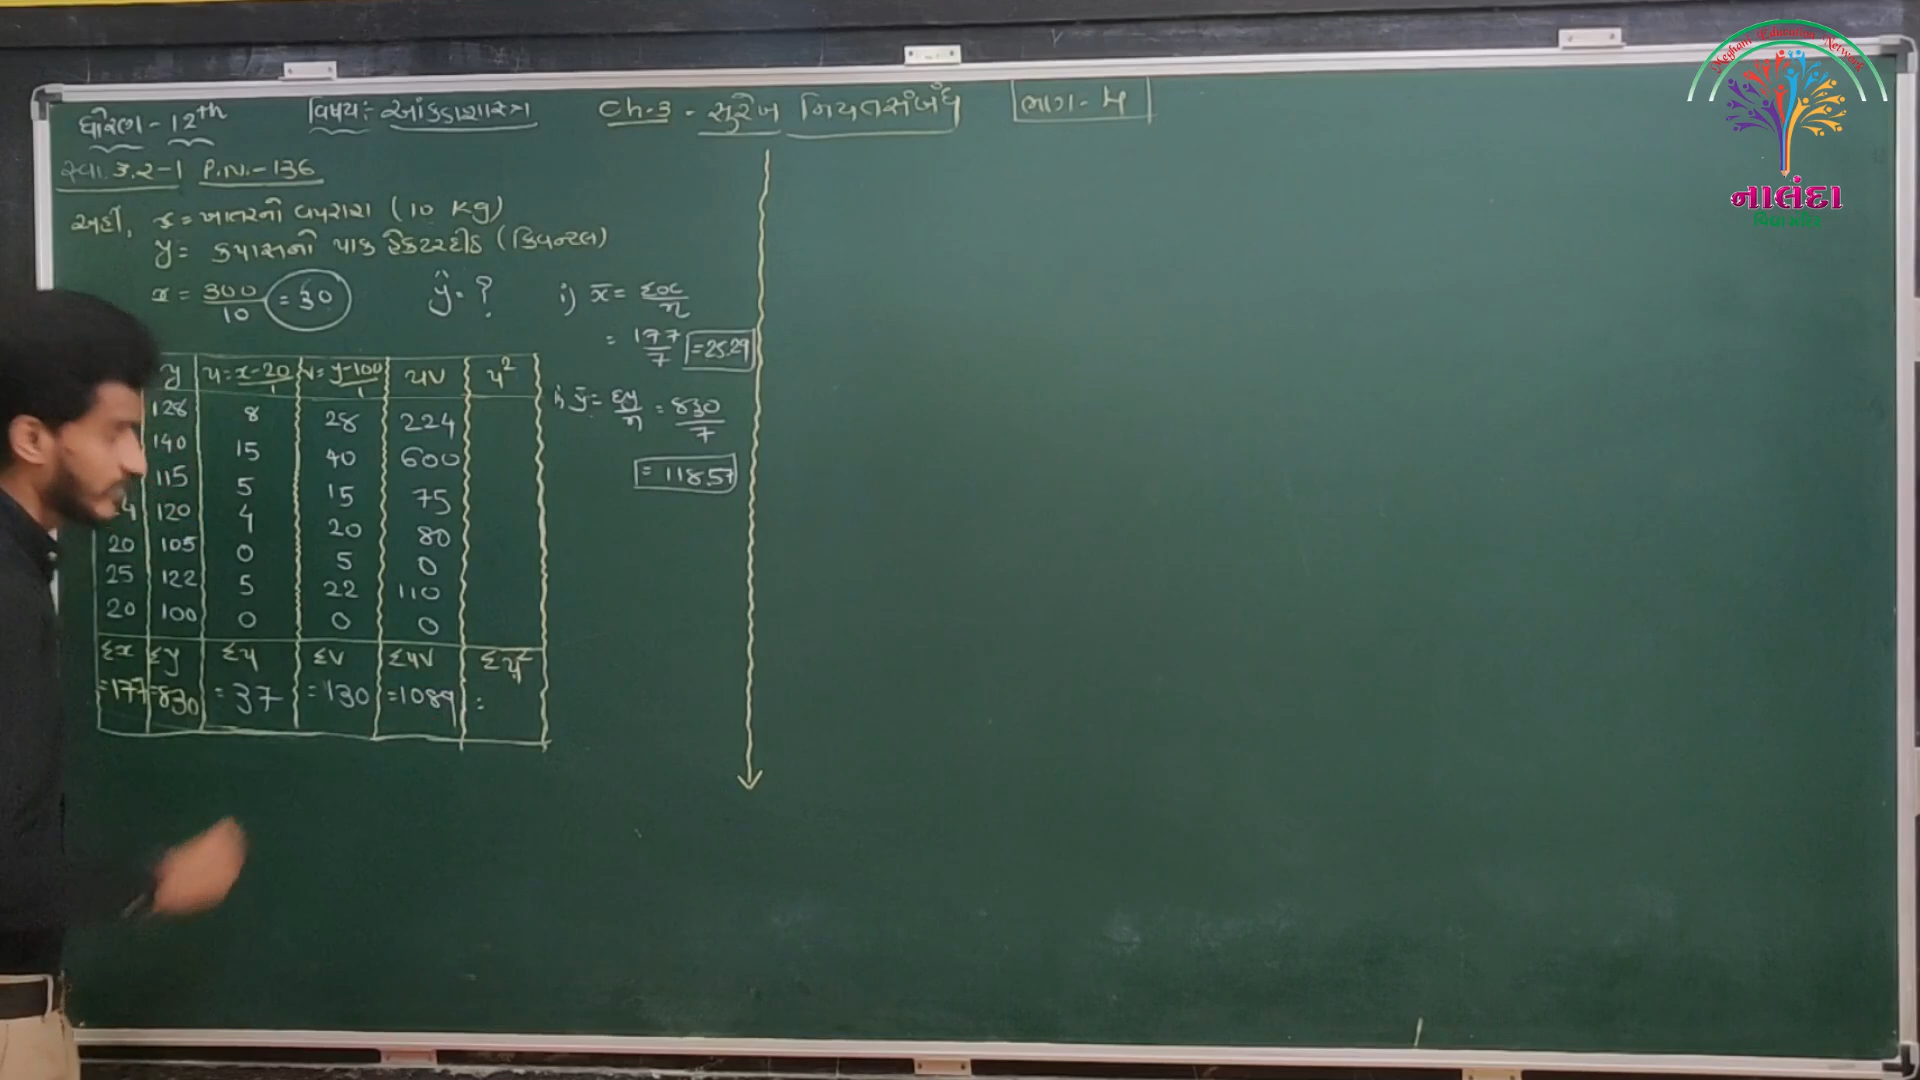 ધોરણ - 12th વિષય :- આંકડાશાસ્ત્ર Ch-3 - સુરેખ નિયતસંબંધ ભાગ - 4
સ્વા. 3.2-1 P.N.-136
અહીં, x = ખાતરનો વપરાશ (10 Kg)
y = કપાસનો પાક હેક્ટરદીઠ (ક્વિન્ટલ)
x = 300/10 = 30 ŷ = ?
i) x̄ = Σx/n
= 177/7 = 25.29
ii) ȳ = Σy/n = 830/7
= 118.57
y u = x-20/1 v = y-100/1 uv u²
128 8 28 224
140 15 40 600
115 5 15 75
24 120 4 20 80
20 105 0 5 0
25 122 5 22 110
20 100 0 0 0
Σx Σy Σu Σv Σuv Σu²
=177 =830 = 37 = 130 =1089 =
Megham Education Network
નાલંદા
વિદ્યા મંદિર